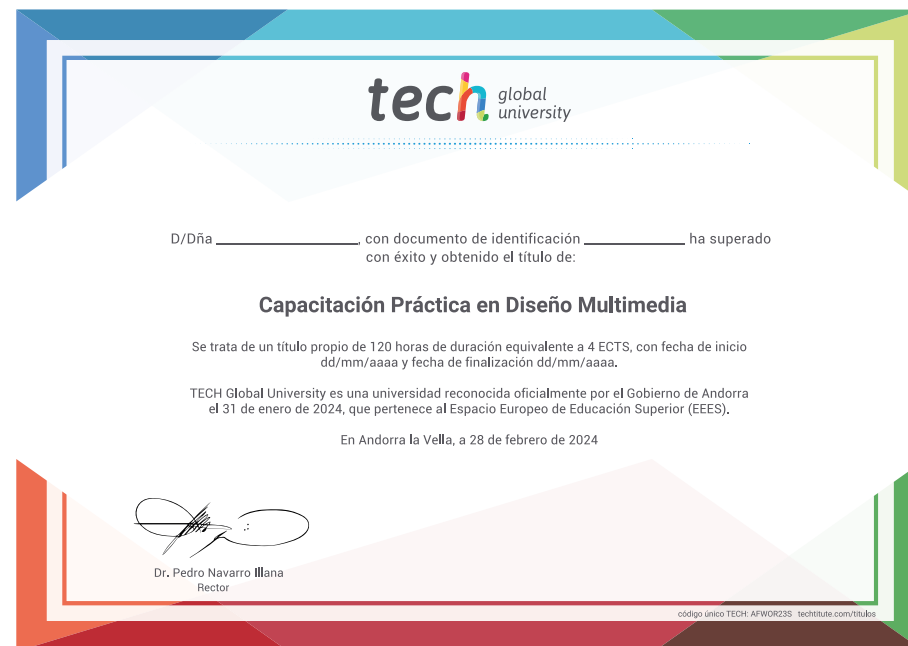 tech global
university
D/Dña ____________________, con documento de identificación ______________ ha superado
con éxito y obtenido el título de:
Capacitación Práctica en Diseño Multimedia
Se trata de un título propio de 120 horas de duración equivalente a 4 ECTS, con fecha de inicio
dd/mm/aaaa y fecha de finalización dd/mm/aaaa.
TECH Global University es una universidad reconocida oficialmente por el Gobierno de Andorra
el 31 de enero de 2024, que pertenece al Espacio Europeo de Educación Superior (EEES).
En Andorra la Vella, a 28 de febrero de 2024
Dr. Pedro Navarro Illana
Rector
código único TECH: AFWOR23S techtitute.com/titulos